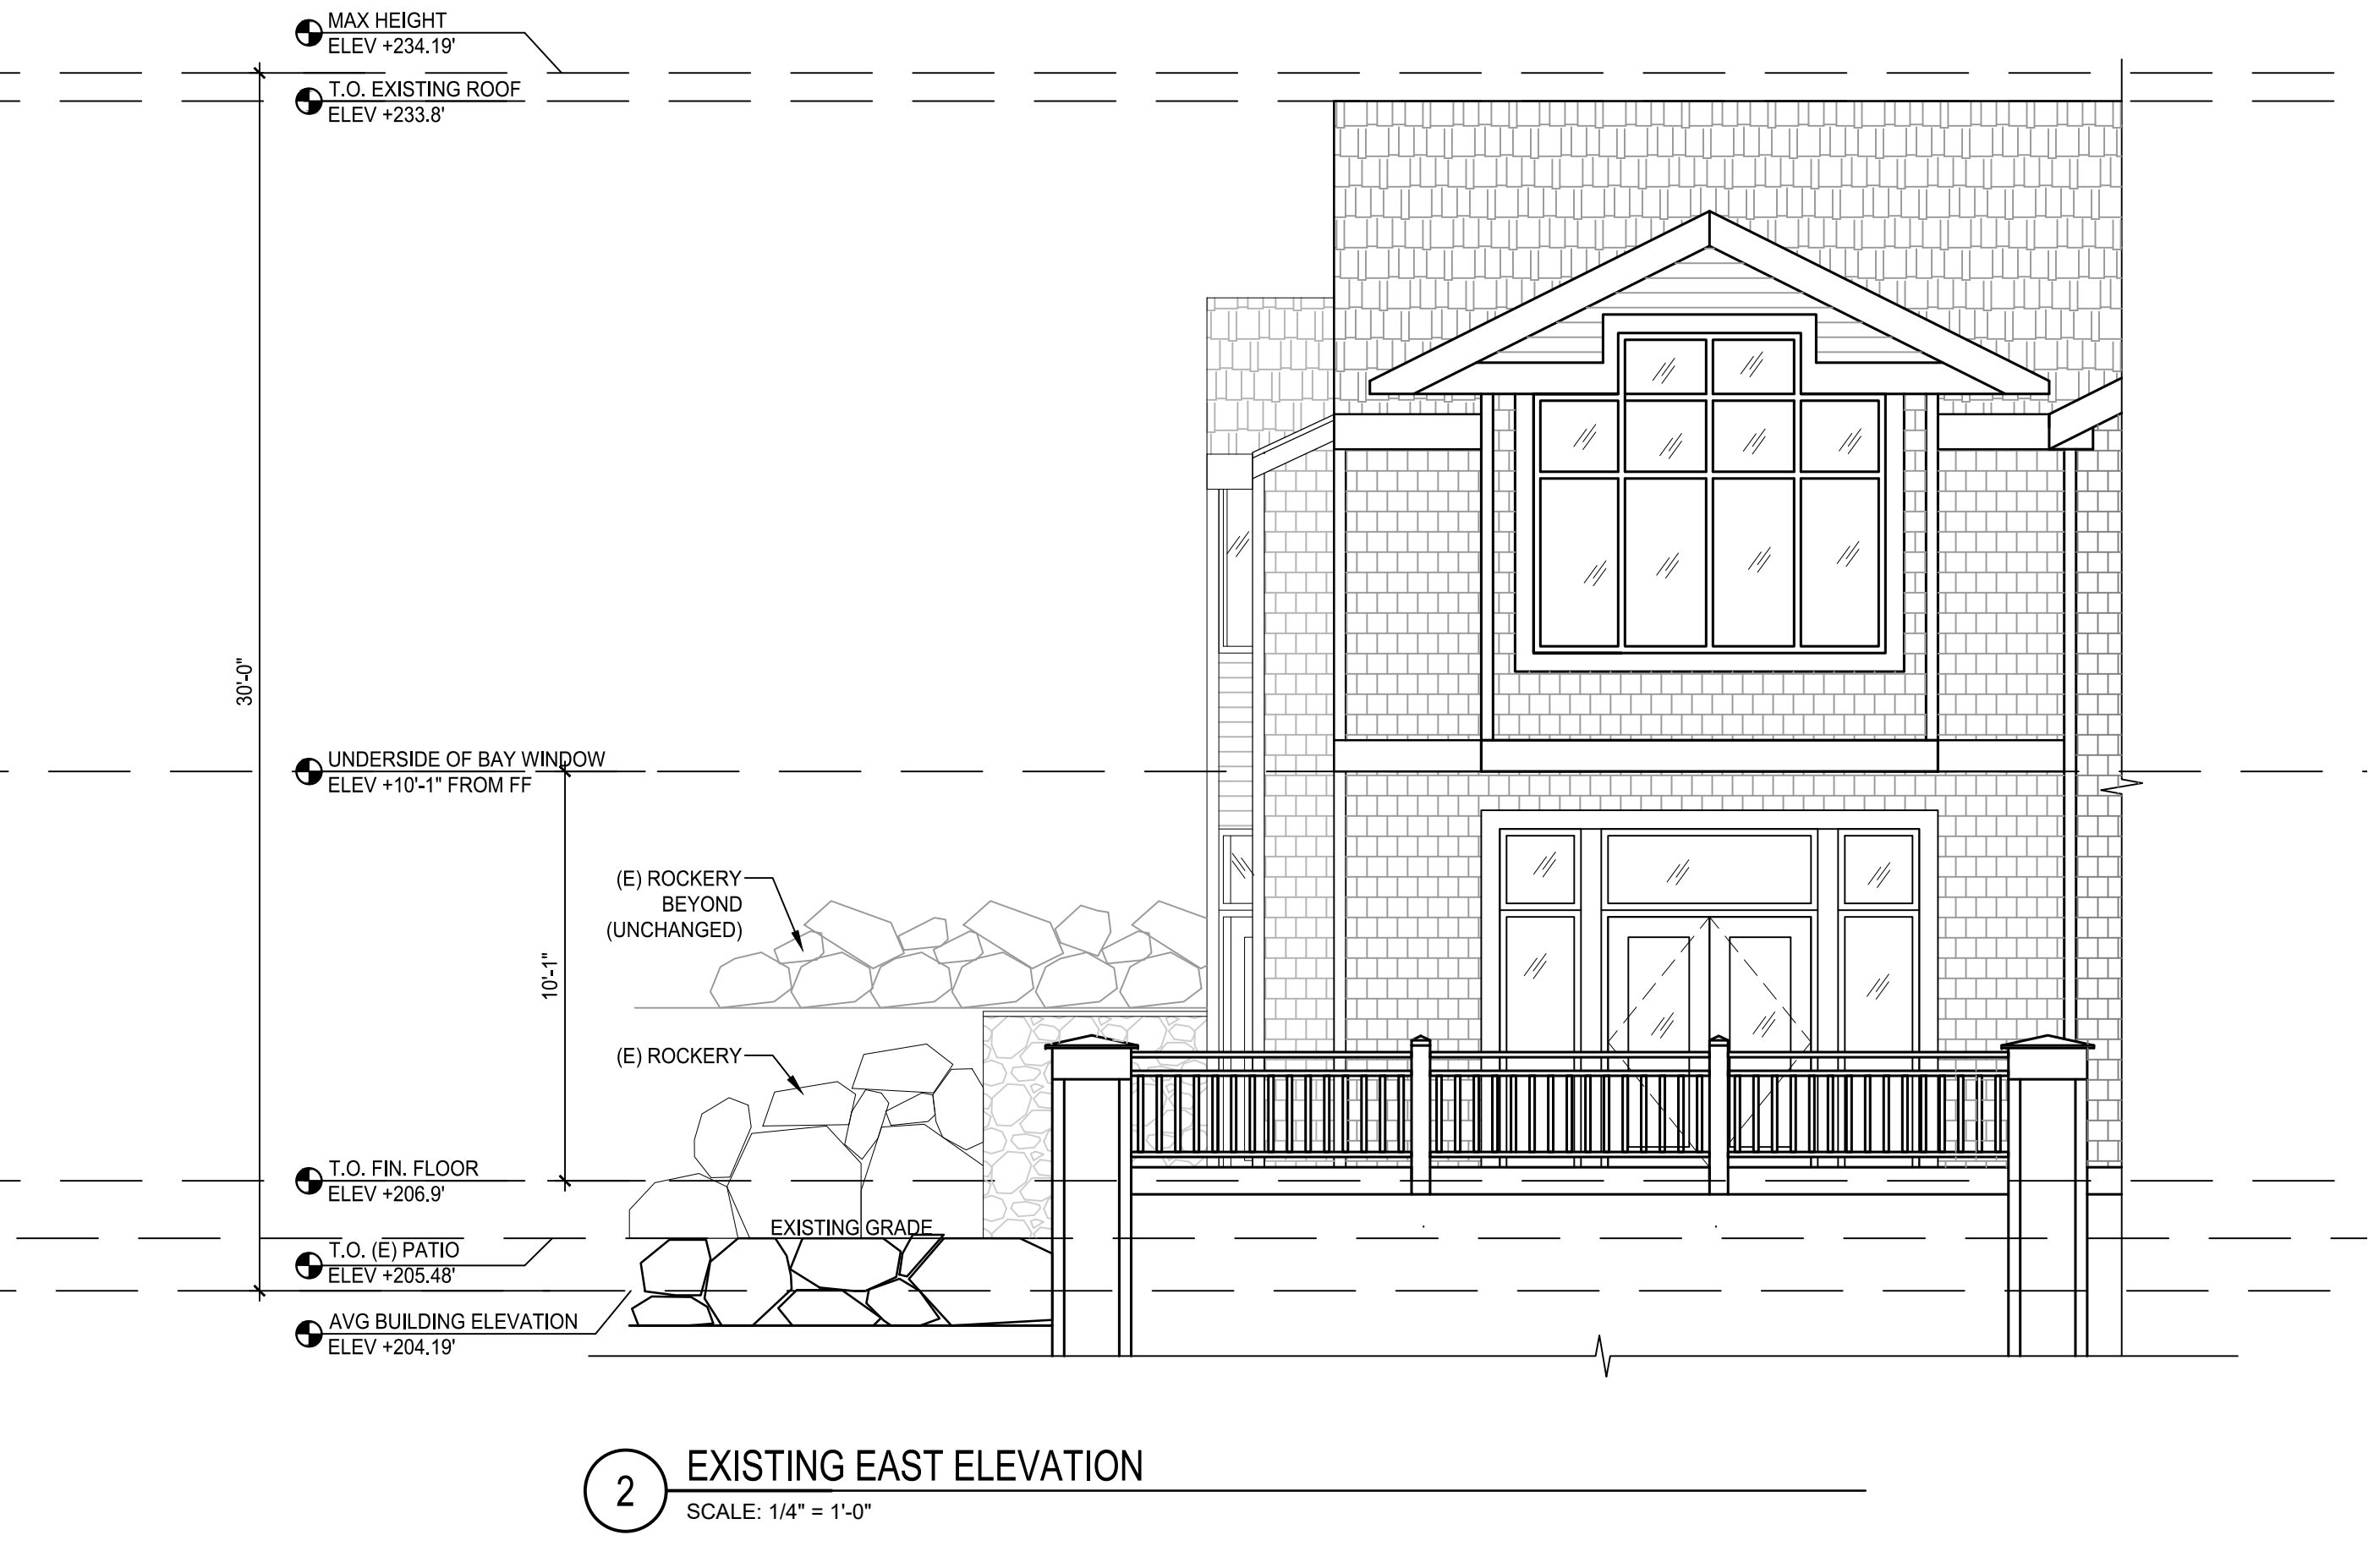 MAX HEIGHT
ELEV +234.19'
T.O. EXISTING ROOF
ELEV +233.8'
30'-0"
UNDERSIDE OF BAY WINDOW
ELEV +10'-1" FROM FF
(E) ROCKERY
BEYOND
(UNCHANGED)
10'-1"
(E) ROCKERY
T.O. FIN. FLOOR
ELEV +206.9'
EXISTING GRADE
T.O. (E) PATIO
ELEV +205.48'
AVG BUILDING ELEVATION
ELEV +204.19'
2
EXISTING EAST ELEVATION
SCALE: 1/4" = 1'-0"